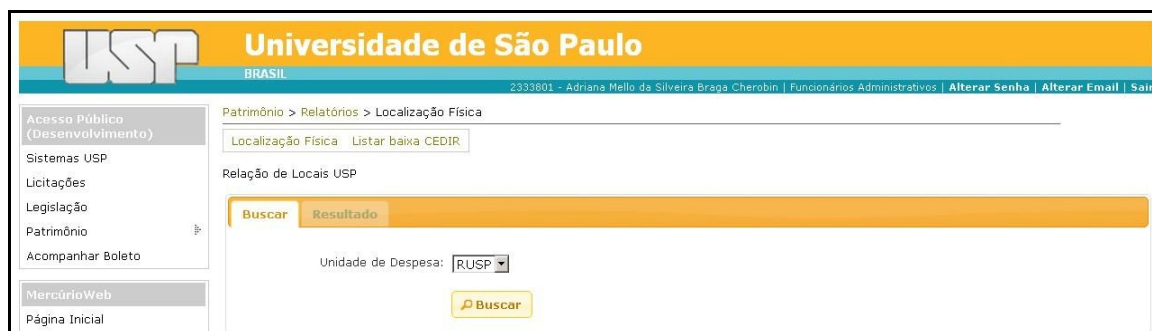 USP
Universidade de São Paulo
BRASIL
2333801 - Adriana Mello da Silveira Braga Cherobin | Funcionários Administrativos | Alterar Senha | Alterar Email | Sair
Acesso Público
(Desenvolvimento)
Sistemas USP
Licitações
Legislação
Patrimônio
Acompanhar Boleto
MercúrioWeb
Página Inicial
Patrimônio > Relatórios > Localização Física
Localização Física Listar baixa CEDIR
Relação de Locais USP
Buscar Resultado
Unidade de Despesa: RUSP
Buscar